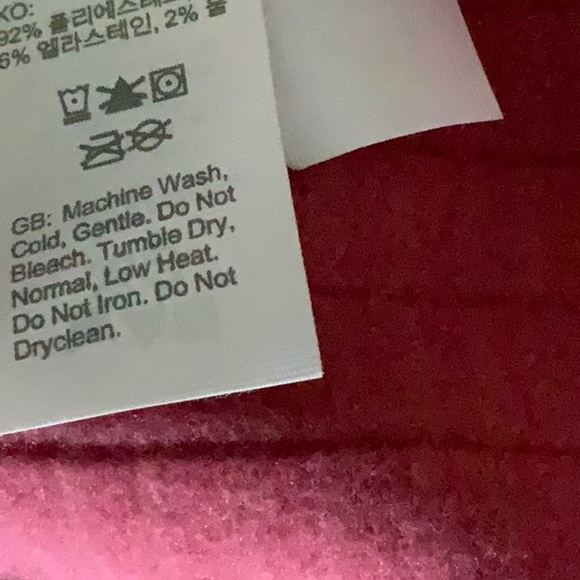 KO:
92% 폴리에스테르
6% 엘라스테인, 2%
GB: Machine Wash,
Cold, Gentle. Do Not
Bleach. Tumble Dry,
Normal, Low Heat.
Do Not Iron. Do Not
Dryclean.